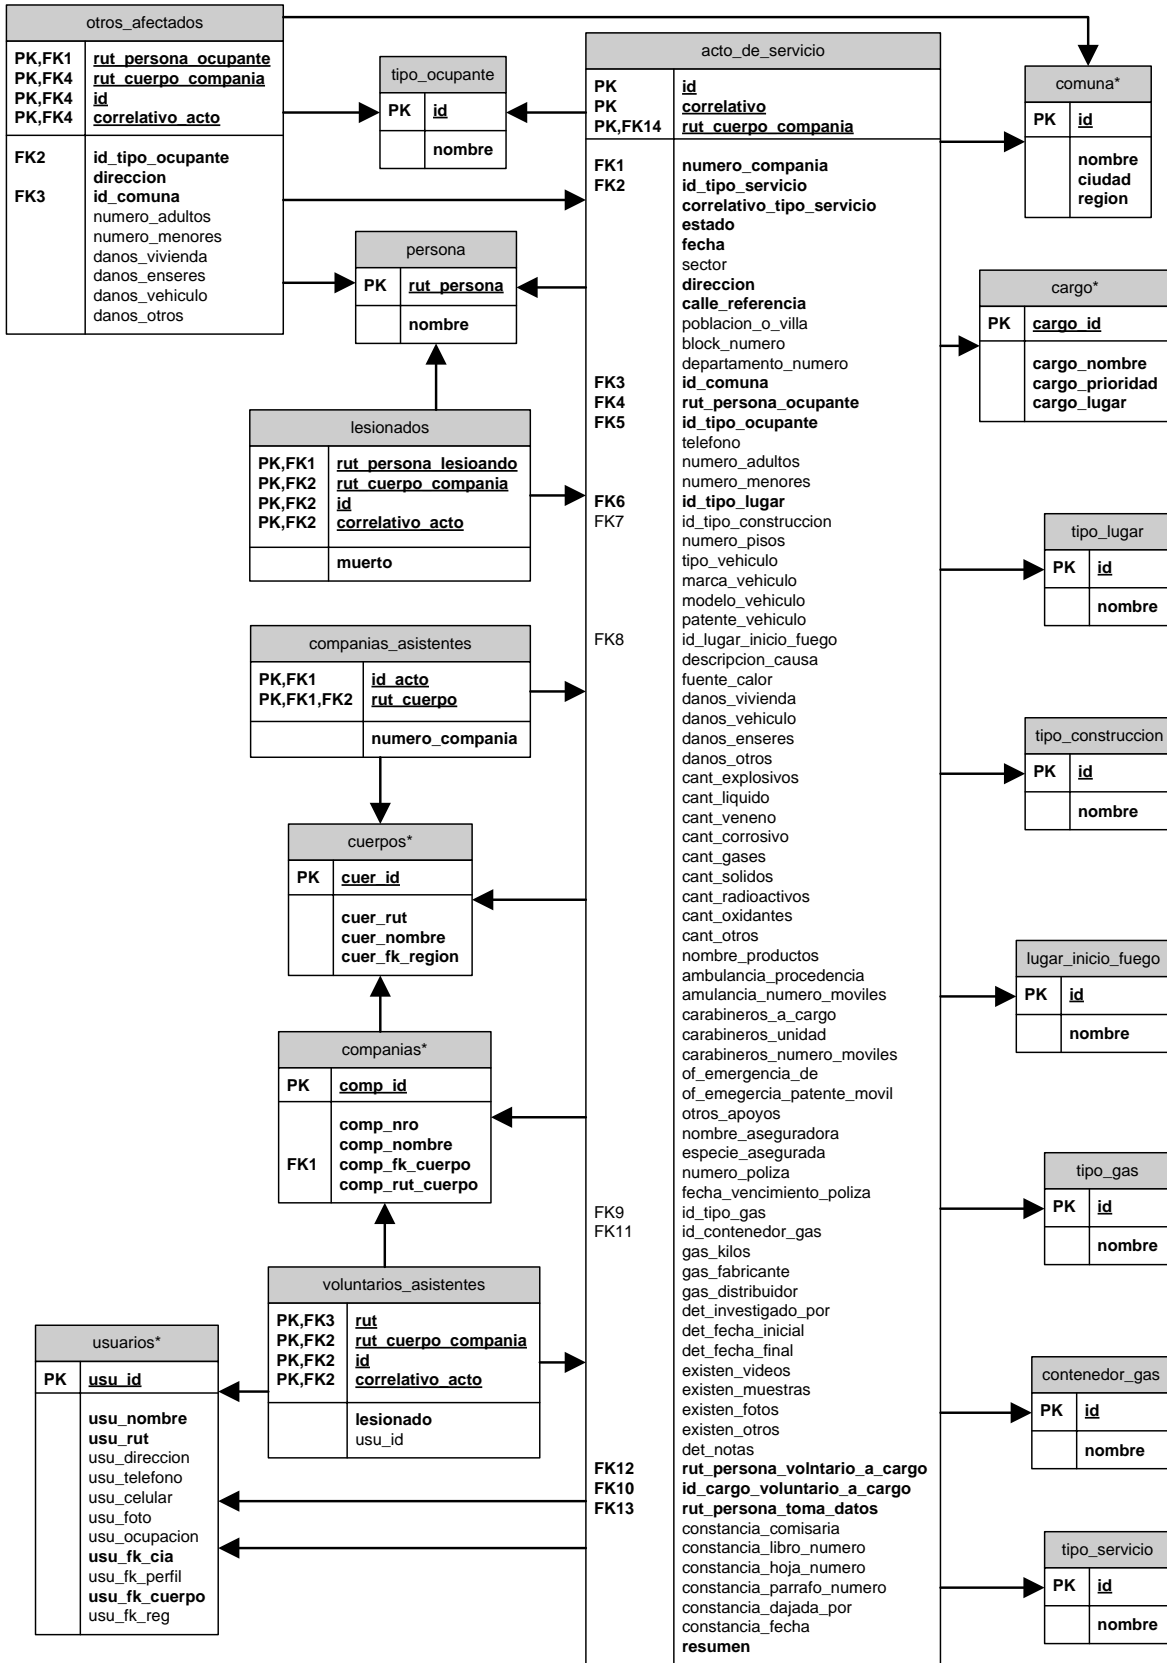 otros_afectados
PK,FK1 rut_persona_ocupante
PK,FK4 rut_cuerpo_compania
PK,FK4 id
PK,FK4 correlativo_acto
FK2 id_tipo_ocupante
direccion
FK3 id_comuna
numero_adultos
numero_menores
danos_vivienda
danos_enseres
danos_vehiculo
danos_otros
tipo_ocupante
PK id
nombre
persona
PK rut_persona
nombre
lesionados
PK,FK1 rut_persona_lesioando
PK,FK2 rut_cuerpo_compania
PK,FK2 id
PK,FK2 correlativo_acto
muerto
companias_asistentes
PK,FK1 id_acto
PK,FK1,FK2 rut_cuerpo
numero_compania
cuerpos*
PK cuer_id
cuer_rut
cuer_nombre
cuer_fk_region
companias*
PK comp_id
comp_nro
comp_nombre
FK1 comp_fk_cuerpo
comp_rut_cuerpo
voluntarios_asistentes
PK,FK3 rut
PK,FK2 rut_cuerpo_compania
PK,FK2 id
PK,FK2 correlativo_acto
lesionado
usu_id
usuarios*
PK usu_id
usu_nombre
usu_rut
usu_direccion
usu_telefono
usu_celular
usu_foto
usu_ocupacion
usu_fk_cia
usu_fk_perfil
usu_fk_cuerpo
usu_fk_reg
acto_de_servicio
PK id
PK correlativo
PK,FK14 rut_cuerpo_compania
FK1 numero_compania
FK2 id_tipo_servicio
correlativo_tipo_servicio
estado
fecha
sector
direccion
calle_referencia
poblacion_o_villa
block_numero
departamento_numero
FK3 id_comuna
FK4 rut_persona_ocupante
FK5 id_tipo_ocupante
telefono
numero_adultos
numero_menores
FK6 id_tipo_lugar
FK7 id_tipo_construccion
numero_pisos
tipo_vehiculo
marca_vehiculo
modelo_vehiculo
patente_vehiculo
FK8 id_lugar_inicio_fuego
descripcion_causa
fuente_calor
danos_vivienda
danos_vehiculo
danos_enseres
danos_otros
cant_explosivos
cant_liquido
cant_veneno
cant_corrosivo
cant_gases
cant_solidos
cant_radioactivos
cant_oxidantes
cant_otros
nombre_productos
ambulancia_procedencia
amulancia_numero_moviles
carabineros_a_cargo
carabineros_unidad
carabineros_numero_moviles
of_emergencia_de
of_emegercia_patente_movil
otros_apoyos
nombre_aseguradora
especie_asegurada
numero_poliza
fecha_vencimiento_poliza
FK9 id_tipo_gas
FK11 id_contenedor_gas
gas_kilos
gas_fabricante
gas_distribuidor
det_investigado_por
det_fecha_inicial
det_fecha_final
existen_videos
existen_muestras
existen_fotos
existen_otros
det_notas
FK12 rut_persona_volntario_a_cargo
FK10 id_cargo_voluntario_a_cargo
FK13 rut_persona_toma_datos
constancia_comisaria
constancia_libro_numero
constancia_hoja_numero
constancia_parrafo_numero
constancia_dajada_por
constancia_fecha
resumen
comuna*
PK id
nombre
ciudad
region
cargo*
PK cargo_id
cargo_nombre
cargo_prioridad
cargo_lugar
tipo_lugar
PK id
nombre
tipo_construccion
PK id
nombre
lugar_inicio_fuego
PK id
nombre
tipo_gas
PK id
nombre
contenedor_gas
PK id
nombre
tipo_servicio
PK id
nombre